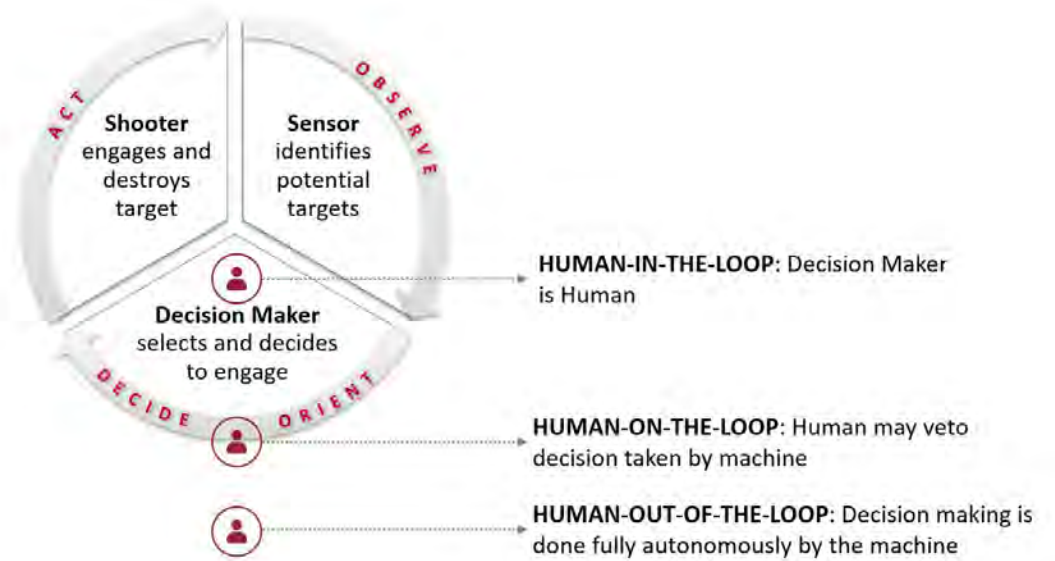 ACT
Shooter
engages and
destroys
target
OBSERVE
Sensor
identifies
potential
targets
Decision Maker
selects and decides
to engage
DECIDE
ORIENT
HUMAN-IN-THE-LOOP: Decision Maker
is Human
HUMAN-ON-THE-LOOP: Human may veto
decision taken by machine
HUMAN-OUT-OF-THE-LOOP: Decision making is
done fully autonomously by the machine